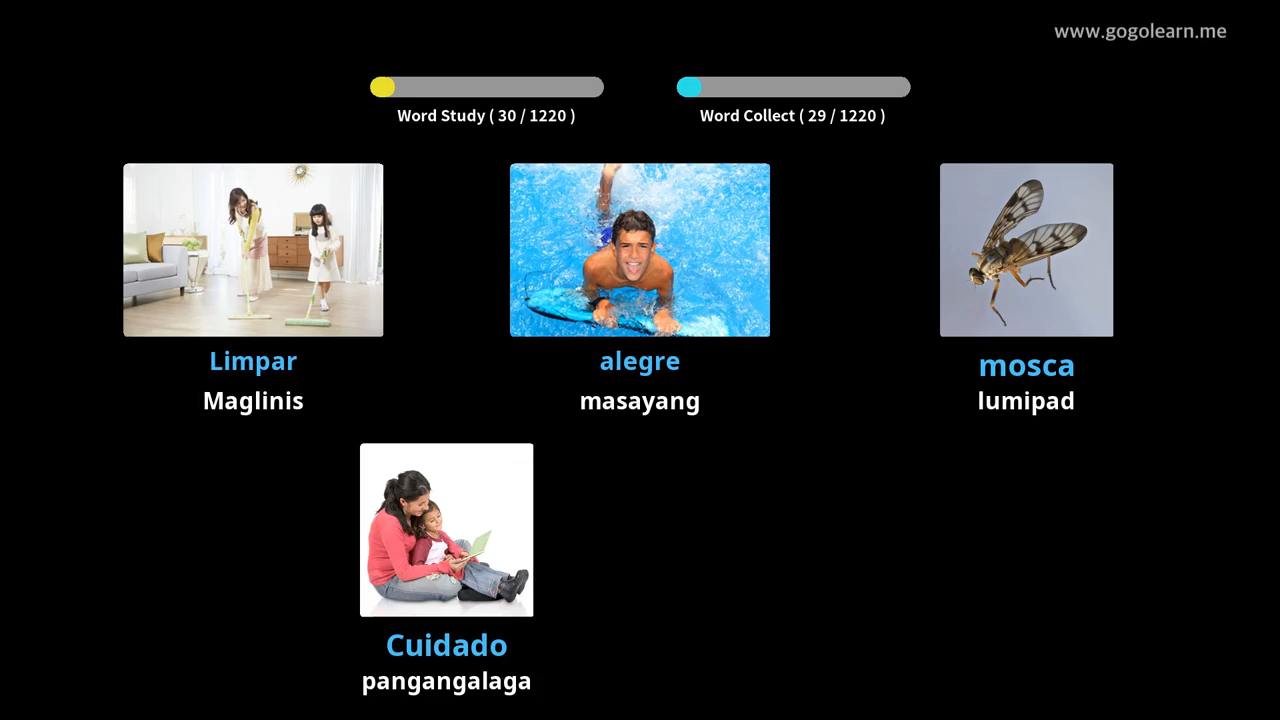 www.gogolearn.me
Word Study ( 30 / 1220 )
Word Collect ( 29 / 1220 )
Limpar
Maglinis
alegre
masayang
mosca
lumipad
Cuidado
pangangalaga